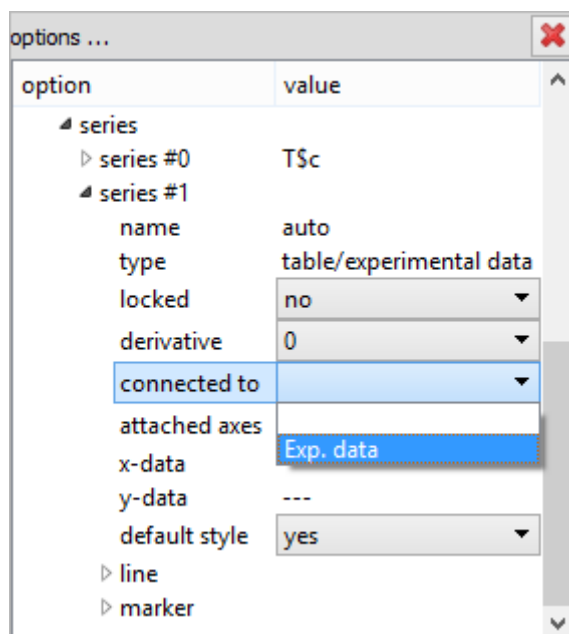 options ...
option value
series
series #0 T$c
series #1
name auto
type table/experimental data
locked no
derivative 0
connected to
attached axes
Exp. data
x-data
y-data ---
default style yes
line
marker